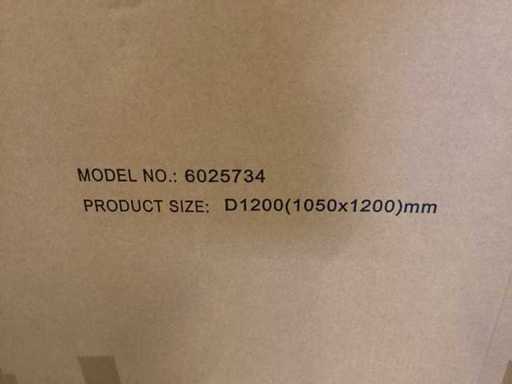 MODEL NO.: 6025734
PRODUCT SIZE: D1200(1050x1200)mm